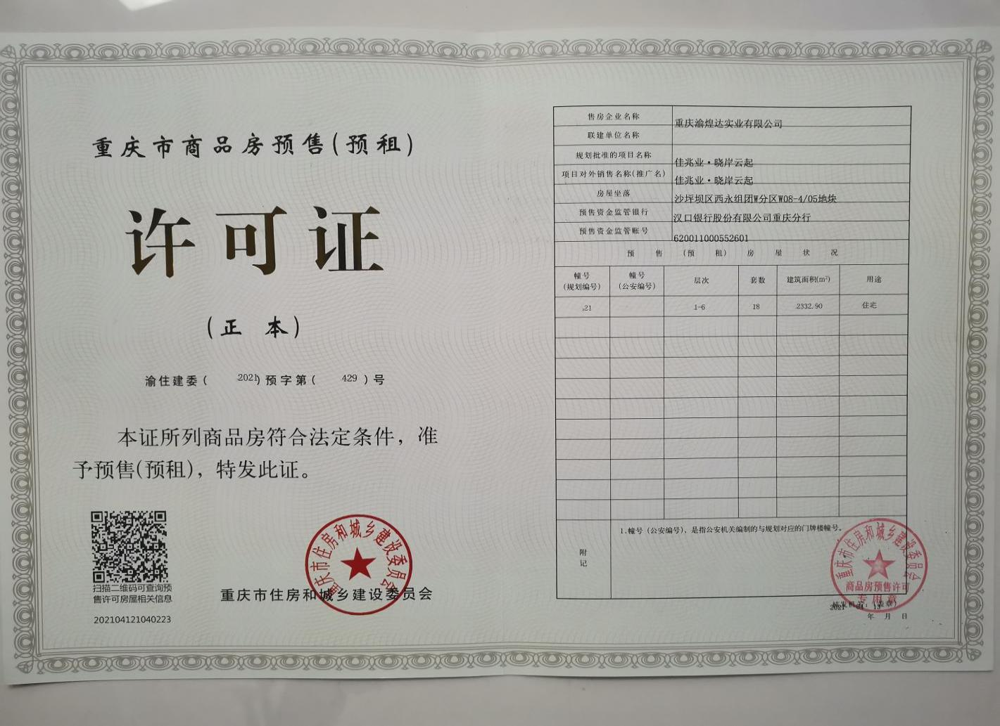 重庆市商品房预售(预租)
许可证
(正 本)
渝住建委( 2021)预字第( 429 )号
本证所列商品房符合法定条件，准
予预售(预租)，特发此证。
扫描二维码可查询预
售许可房屋相关信息
202104121040223
重庆市住房和城乡建设委员会
重庆市住房和城乡建设委员会
售房企业名称 重庆渝煌达实业有限公司
联建单位名称
规划批准的项目名称 佳兆业·晓岸云起
项目对外销售名称(推广名) 佳兆业·晓岸云起
房屋坐落 沙坪坝区西永组团W分区W08-4/05地块
预售资金监管银行 汉口银行股份有限公司重庆分行
预售资金监管账号 620011000552601
预 售 (预 租) 房 屋 状 况
幢号 幢号 层次 套数 建筑面积(m²) 用途
(规划编号) (公安编号)
21 1-6 18 2332.90 住宅
附
记
1.幢号（公安编号），是指公安机关编制的与规划对应的门牌楼幢号。
重庆市住房和城乡建设委员会
商品房预售许可
专用章
核发机关：(盖章)
2021 04 13
年 月 日